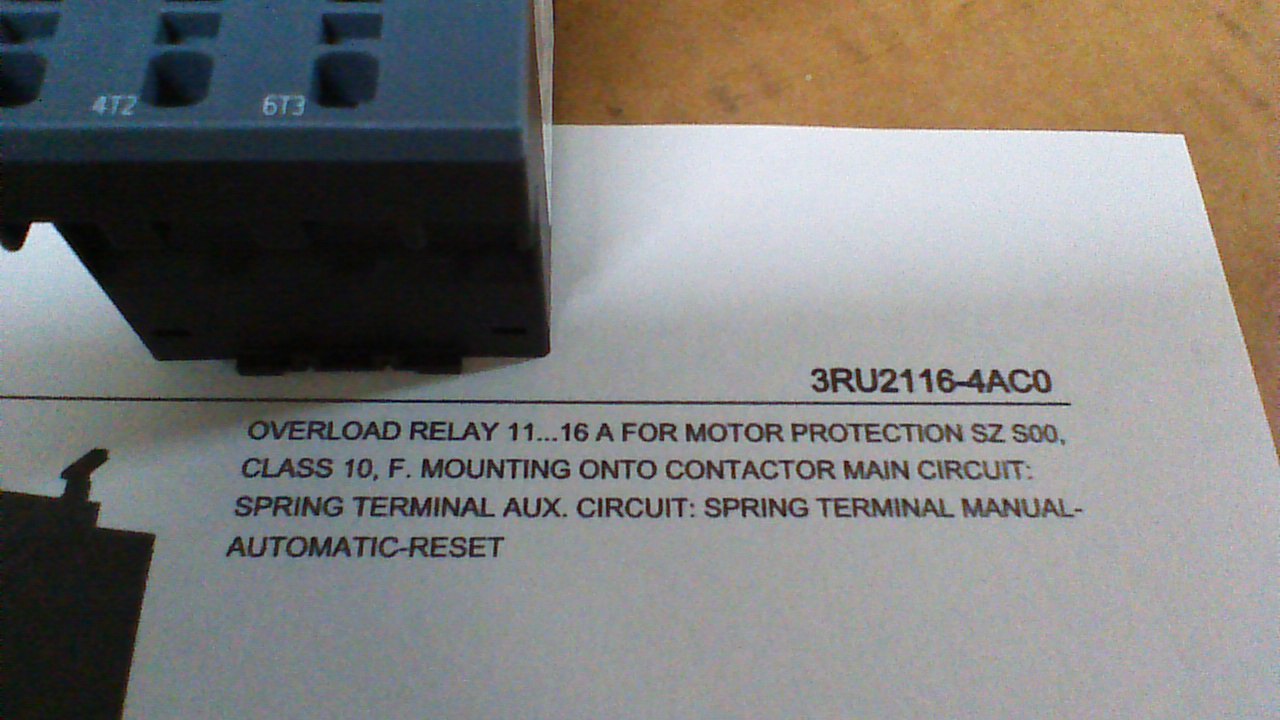 4T2 6T3
3RU2116-4AC0
OVERLOAD RELAY 11...16 A FOR MOTOR PROTECTION SZ S00,
CLASS 10, F. MOUNTING ONTO CONTACTOR MAIN CIRCUIT:
SPRING TERMINAL AUX. CIRCUIT: SPRING TERMINAL MANUAL-
AUTOMATIC-RESET